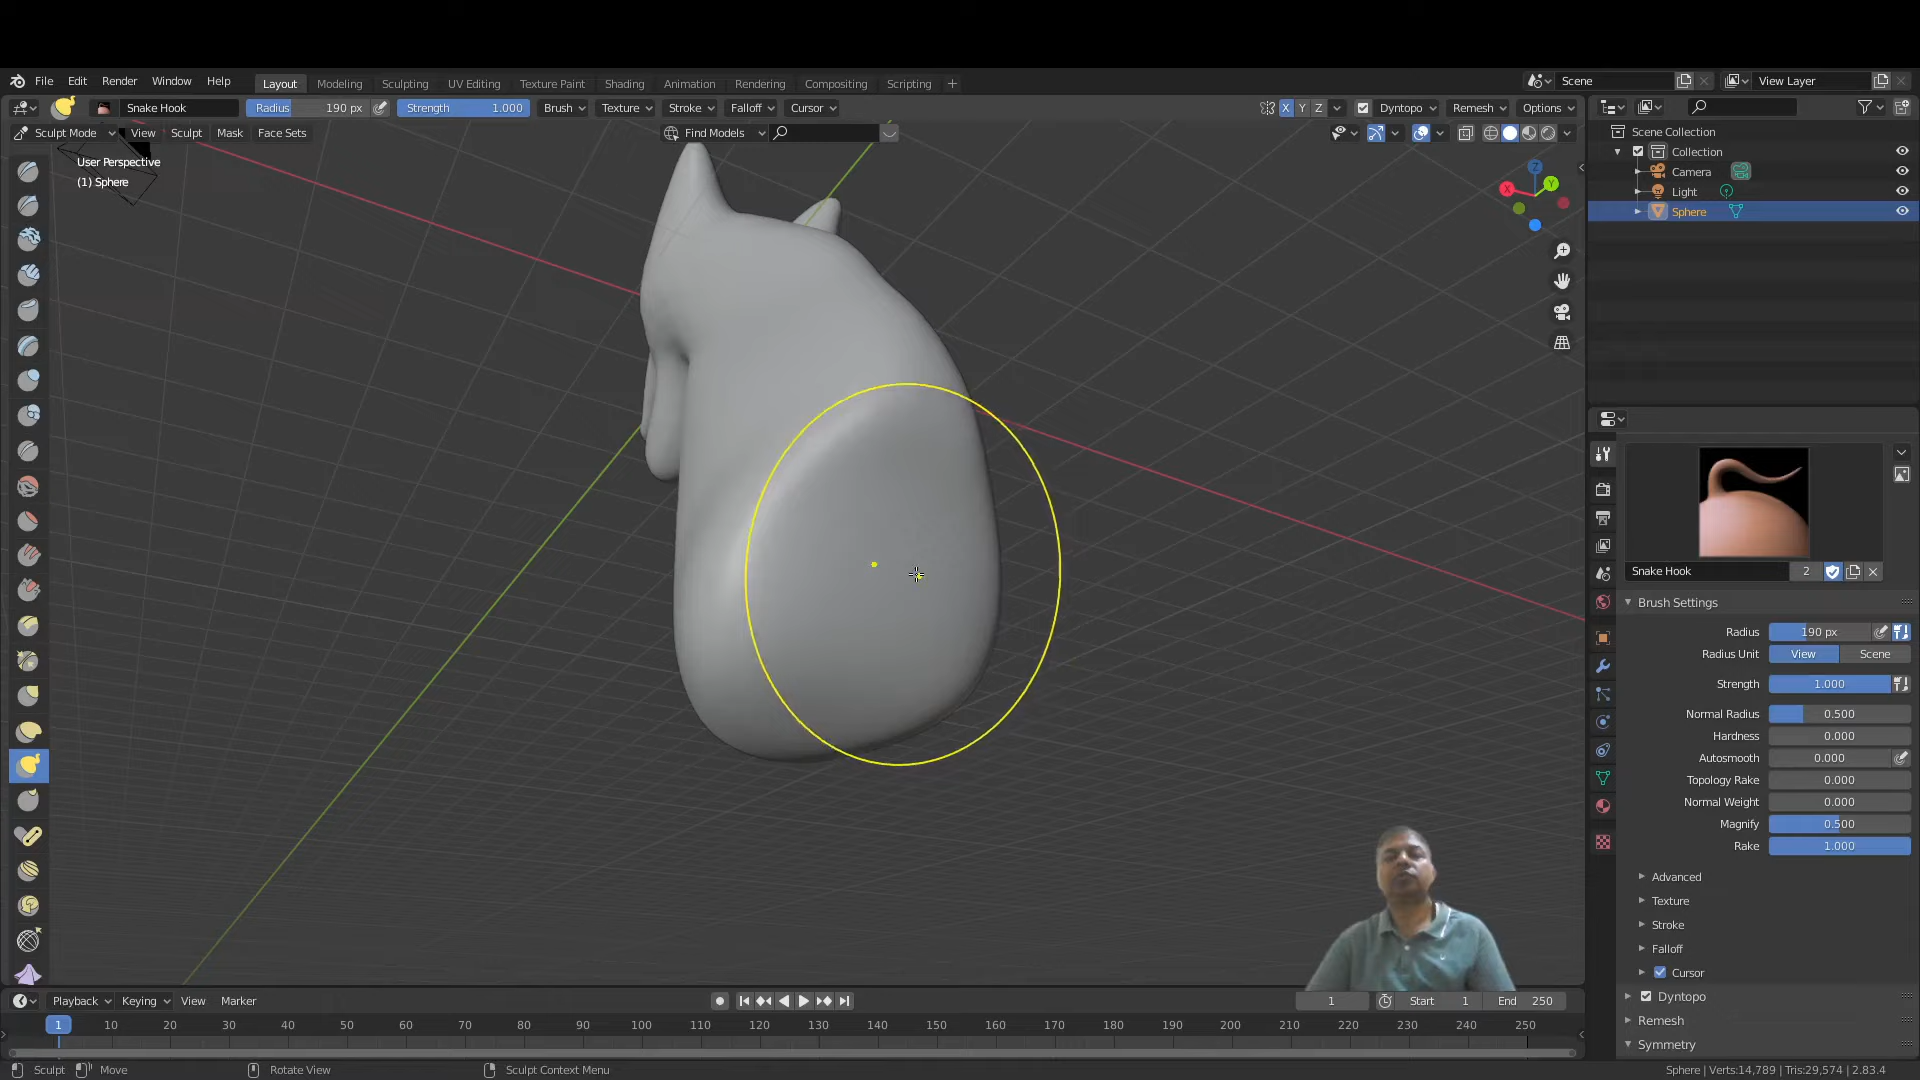 File Edit Render Window Help Layout Modeling Sculpting UV Editing Texture Paint Shading Animation Rendering Compositing Scripting + Scene View Layer
Snake Hook Radius 190 px Strength 1.000 Brush Texture Stroke Falloff Cursor X Y Z Dyntopo Remesh Options
Sculpt Mode View Sculpt Mask Face Sets Find Models
User Perspective
(1) Sphere
Z
X
Y
Scene Collection
Collection
Camera
Light
Sphere
Snake Hook 2
Brush Settings
Radius 190 px
Radius Unit View Scene
Strength 1.000
Normal Radius 0.500
Hardness 0.000
Autosmooth 0.000
Topology Rake 0.000
Normal Weight 0.000
Magnify 0.500
Rake 1.000
Advanced
Texture
Stroke
Falloff
Cursor
Dyntopo
Remesh
Symmetry
Playback Keying View Marker 1 Start 1 End 250
1 10 20 30 40 50 60 70 80 90 100 110 120 130 140 150 160 170 180 190 200 210 220 230 240 250
Sculpt Move Rotate View Sculpt Context Menu Sphere | Verts:14,789 | Tris:29,574 | 2.83.4